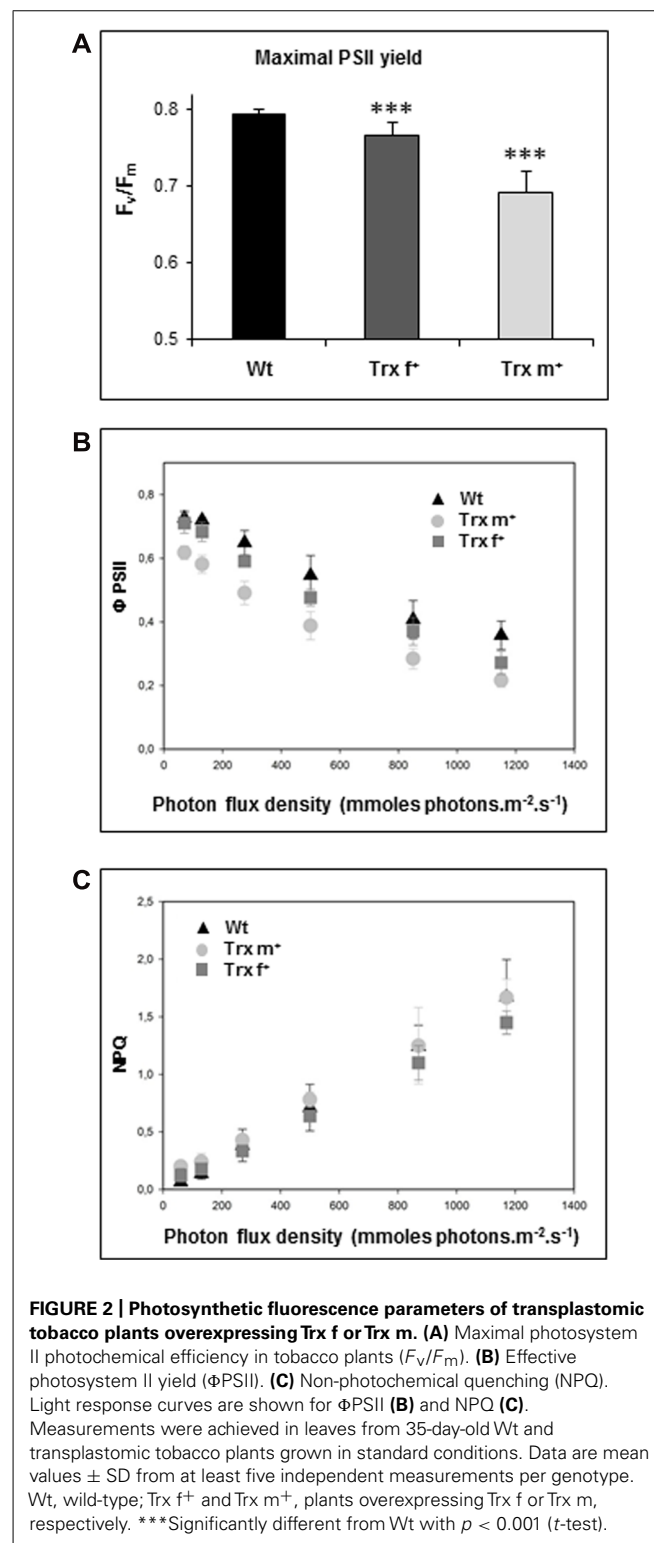 A
Maximal PSII yield
0.8
0.7
0.6
0.5
Fv/Fm
***
***
Wt
Trx f⁺
Trx m⁺
B
0,8
0,6
0,4
0,2
0,0
Φ PSII
Wt
Trx m⁺
Trx f⁺
0 200 400 600 800 1000 1200 1400
Photon flux density (mmoles photons.m⁻².s⁻¹)
C
2,5
2,0
1,5
1,0
0,5
0,0
NPQ
Wt
Trx m⁺
Trx f⁺
0 200 400 600 800 1000 1200 1400
Photon flux density (mmoles photons.m⁻².s⁻¹)
FIGURE 2 | Photosynthetic fluorescence parameters of transplastomic
tobacco plants overexpressing Trx f or Trx m. (A) Maximal photosystem
II photochemical efficiency in tobacco plants (Fv/Fm). (B) Effective
photosystem II yield (ΦPSII). (C) Non-photochemical quenching (NPQ).
Light response curves are shown for ΦPSII (B) and NPQ (C).
Measurements were achieved in leaves from 35-day-old Wt and
transplastomic tobacco plants grown in standard conditions. Data are mean
values ± SD from at least five independent measurements per genotype.
Wt, wild-type; Trx f⁺ and Trx m⁺, plants overexpressing Trx f or Trx m,
respectively. ***Significantly different from Wt with p < 0.001 (t-test).